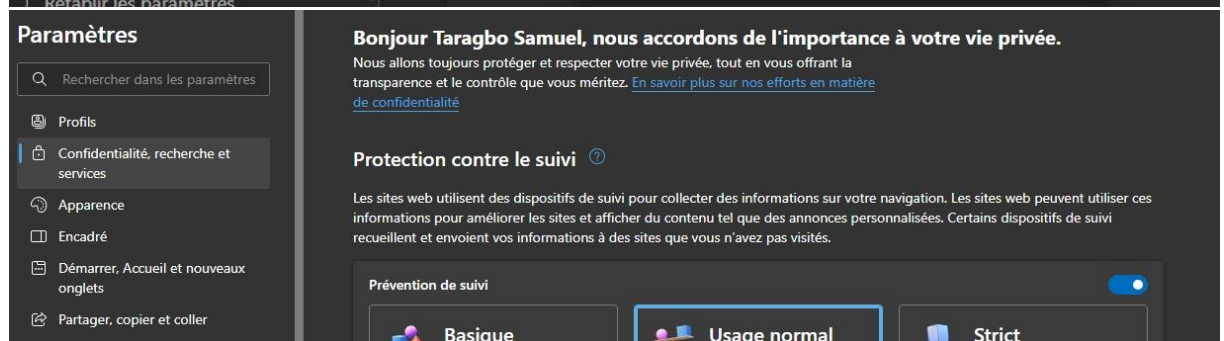 Rétablir les paramètres
Paramètres
Rechercher dans les paramètres
Profils
Confidentialité, recherche et
services
Apparence
Encadré
Démarrer, Accueil et nouveaux
onglets
Partager, copier et coller
Bonjour Taragbo Samuel, nous accordons de l'importance à votre vie privée.
Nous allons toujours protéger et respecter votre vie privée, tout en vous offrant la
transparence et le contrôle que vous méritez. En savoir plus sur nos efforts en matière
de confidentialité
Protection contre le suivi
Les sites web utilisent des dispositifs de suivi pour collecter des informations sur votre navigation. Les sites web peuvent utiliser ces
informations pour améliorer les sites et afficher du contenu tel que des annonces personnalisées. Certains dispositifs de suivi
recueillent et envoient vos informations à des sites que vous n'avez pas visités.
Prévention de suivi
Basique
Usage normal
Strict